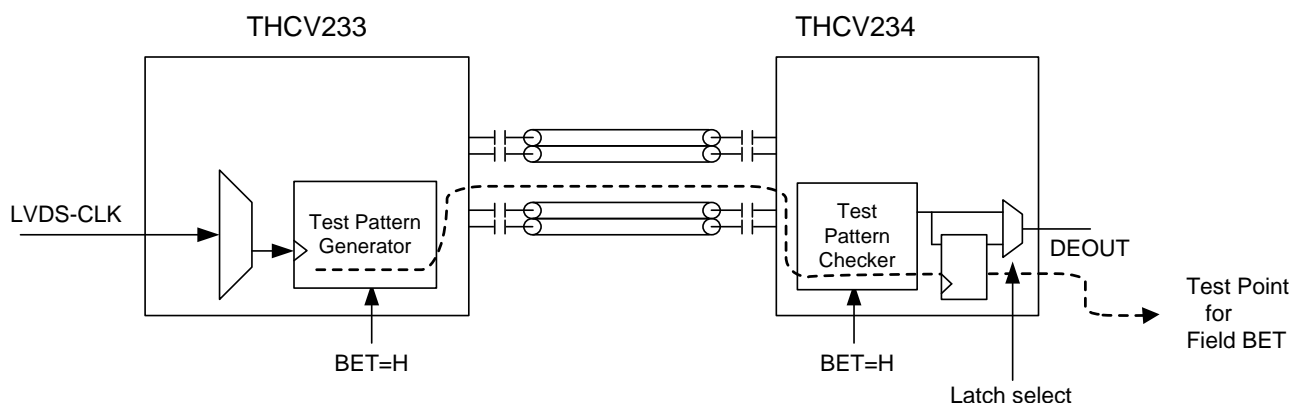 THCV233
THCV234
LVDS-CLK
Test Pattern
Generator
Test
Pattern
Checker
DEOUT
Test Point
for
Field BET
BET=H
BET=H
Latch select